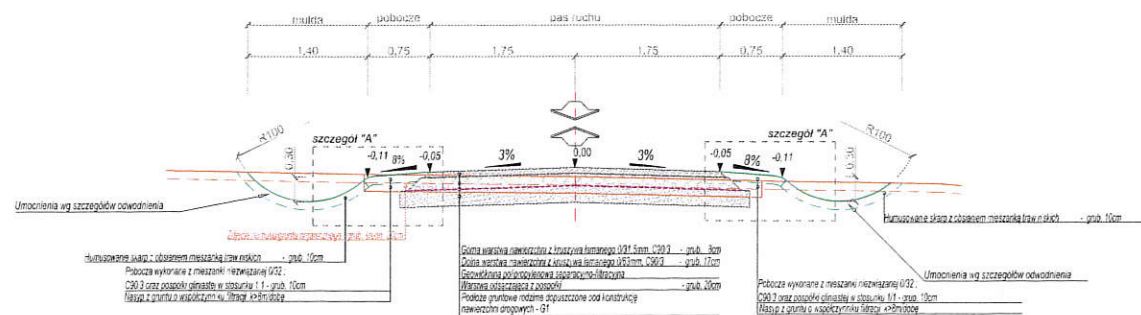 mulda pobocze pas ruchu pobocze mulda
1,40 0,75 1,75 1,75 0,75 1,40
R100 szczegół "A" szczegół "A" R100
0,30 -0,11 8% -0,05 3% 0,00 3% -0,05 8% -0,11 0,30
Umocnienia wg szczegółów odwodnienia
Humusowanie skarp z obsianiem mieszanką traw niskich - grub. 10cm
Humusowanie skarp z obsianiem mieszanką traw niskich - grub. 10cm
Pobocza wykonane z mieszanki niezwiązanej 0/32 ;
C90.3 oraz pospółki gliniastej w stosunku 1:1 - grub. 10cm
Nasyp z gruntu o współczynniku filtracji k>8m/dobę
Górna warstwa nawierzchni z kruszywa łamanego 0/31.5mm, C90/3 - grub. 8cm
Dolna warstwa nawierzchni z kruszywa łamanego 0/63mm, C90/3 - grub. 17cm
Geowłóknina polipropylenowa separacyjno-filtracyjna
Warstwa odsączająca z pospółki - grub. 20cm
Podłoże gruntowe rodzime dopuszczone pod konstrukcję
nawierzchni drogowych - G1
Umocnienia wg szczegółów odwodnienia
Pobocza wykonane z mieszanki niezwiązanej 0/32 ;
C90.3 oraz pospółki gliniastej w stosunku 1/1 - grub. 10cm
Nasyp z gruntu o współczynniku filtracji k>8m/dobę